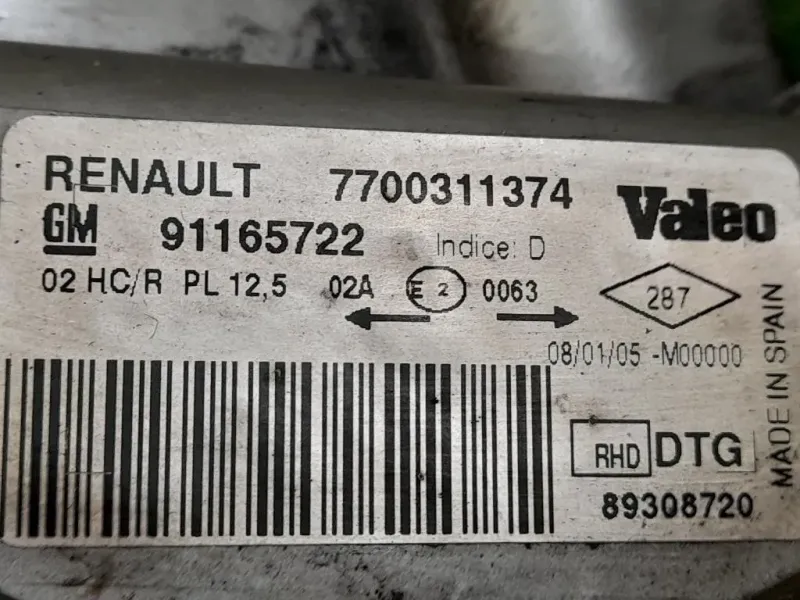 RENAULT 7700311374 Valeo
GM 91165722 Indice: D
02 HC/R PL 12,5 02A E 2 0063 287
08/01/05 -M00000
RHD DTG
89308720
MADE IN SPAIN